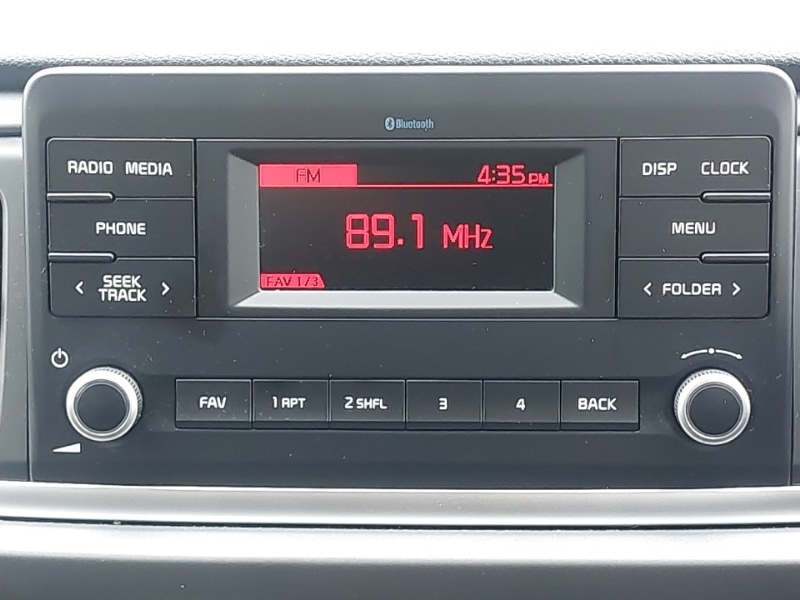 Bluetooth
RADIO MEDIA
FM 4:35 PM
DISP CLOCK
PHONE
89.1 MHz
MENU
< SEEK TRACK >
FAV 1/3
< FOLDER >
FAV
1 RPT
2 SHFL
3
4
BACK